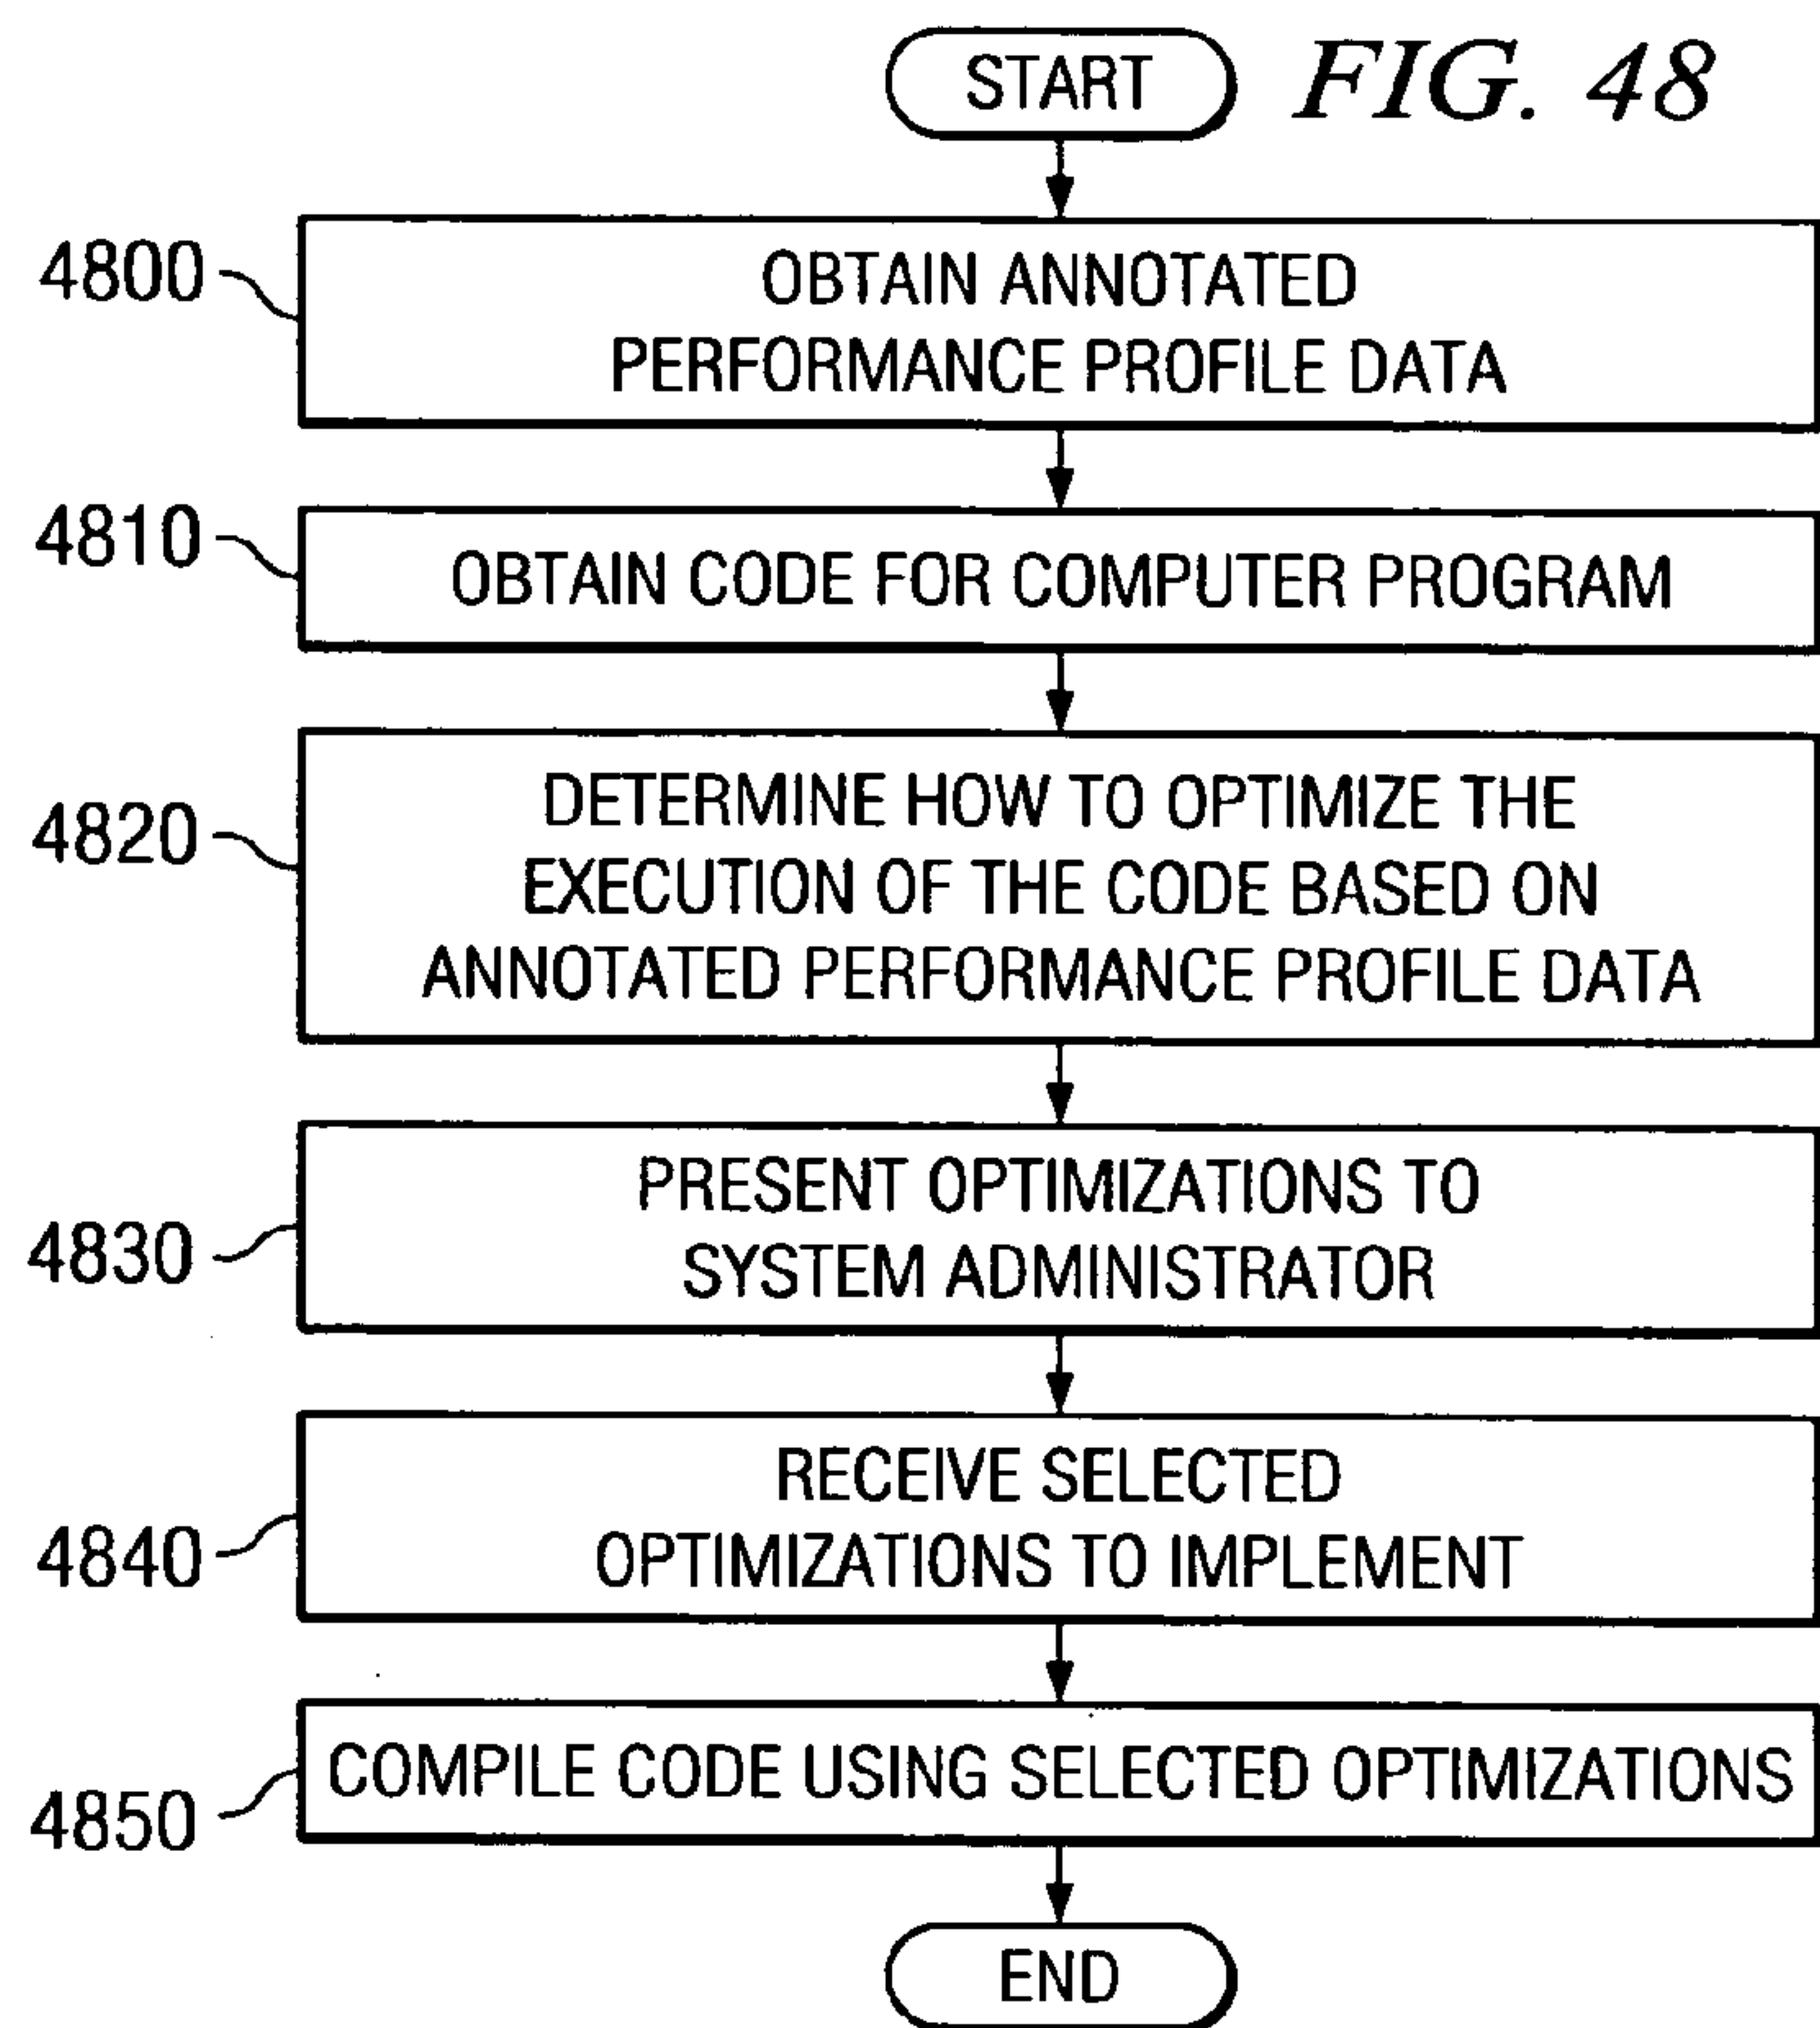 START
FIG. 48
4800
OBTAIN ANNOTATED
PERFORMANCE PROFILE DATA
4810
OBTAIN CODE FOR COMPUTER PROGRAM
4820
DETERMINE HOW TO OPTIMIZE THE
EXECUTION OF THE CODE BASED ON
ANNOTATED PERFORMANCE PROFILE DATA
4830
PRESENT OPTIMIZATIONS TO
SYSTEM ADMINISTRATOR
4840
RECEIVE SELECTED
OPTIMIZATIONS TO IMPLEMENT
4850
COMPILE CODE USING SELECTED OPTIMIZATIONS
END